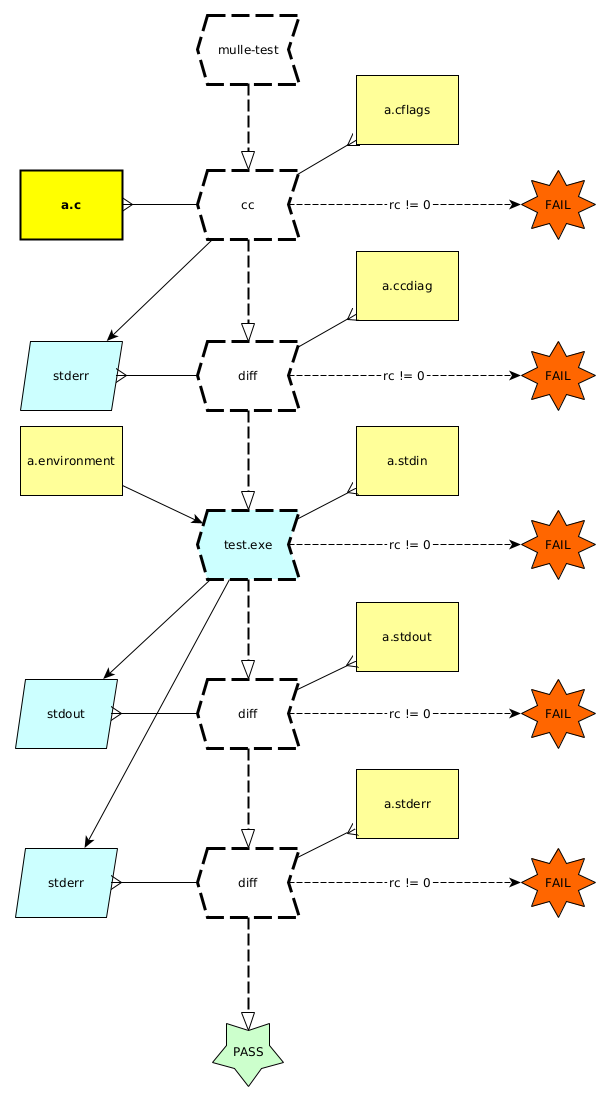 mulle-test
a.cflags
a.c
cc
rc != 0
FAIL
a.ccdiag
stderr
diff
rc != 0
FAIL
a.environment
a.stdin
test.exe
rc != 0
FAIL
a.stdout
stdout
diff
rc != 0
FAIL
a.stderr
stderr
diff
rc != 0
FAIL
PASS